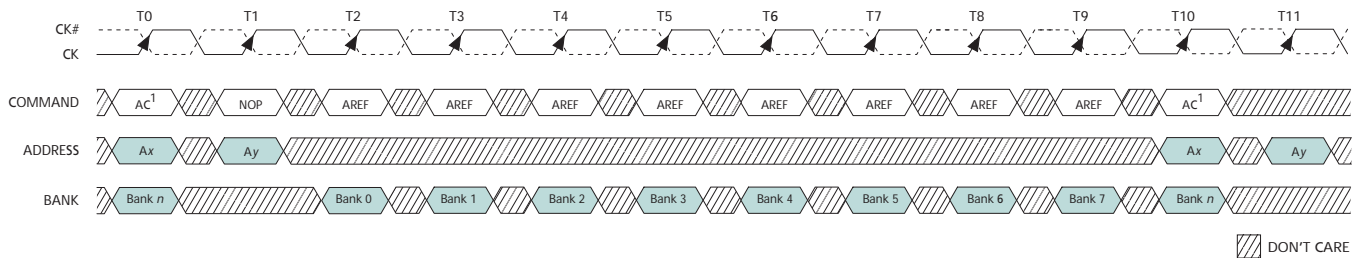 T0 T1 T2 T3 T4 T5 T6 T7 T8 T9 T10 T11
CK#
CK
COMMAND AC1 NOP AREF AREF AREF AREF AREF AREF AREF AREF AC1
ADDRESS Ax Ay Ax Ay
BANK Bank n Bank 0 Bank 1 Bank 2 Bank 3 Bank 4 Bank 5 Bank 6 Bank 7 Bank n
DON'T CARE